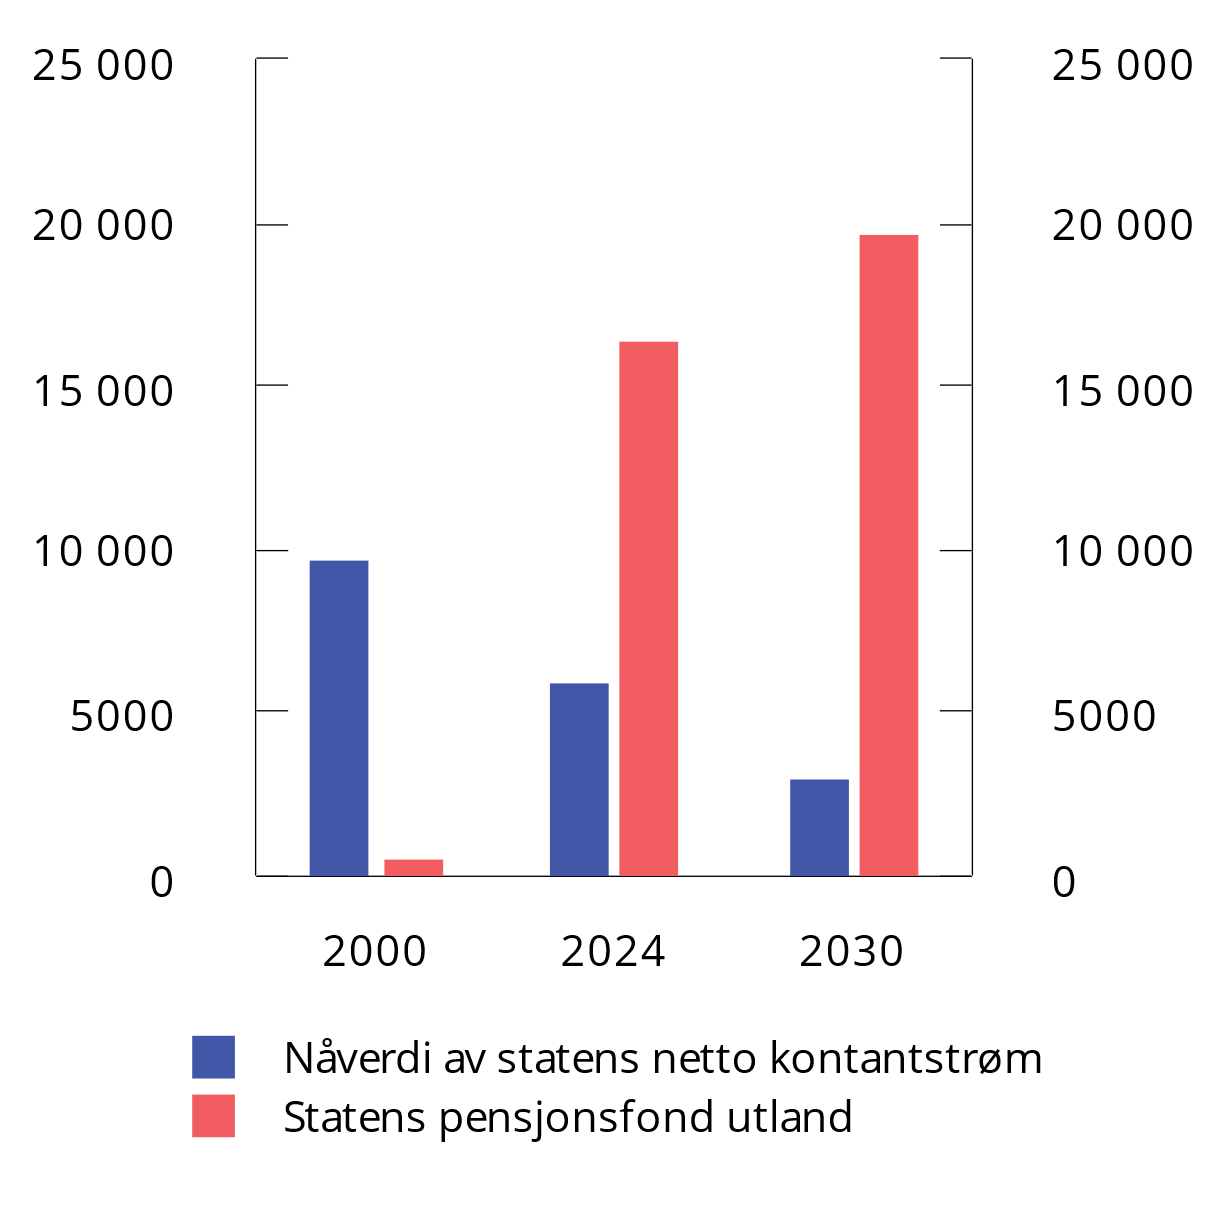 25 000 25 000
20 000 20 000
15 000 15 000
10 000 10 000
5000 5000
0 0
2000 2024 2030
Nåverdi av statens netto kontantstrøm
Statens pensjonsfond utland